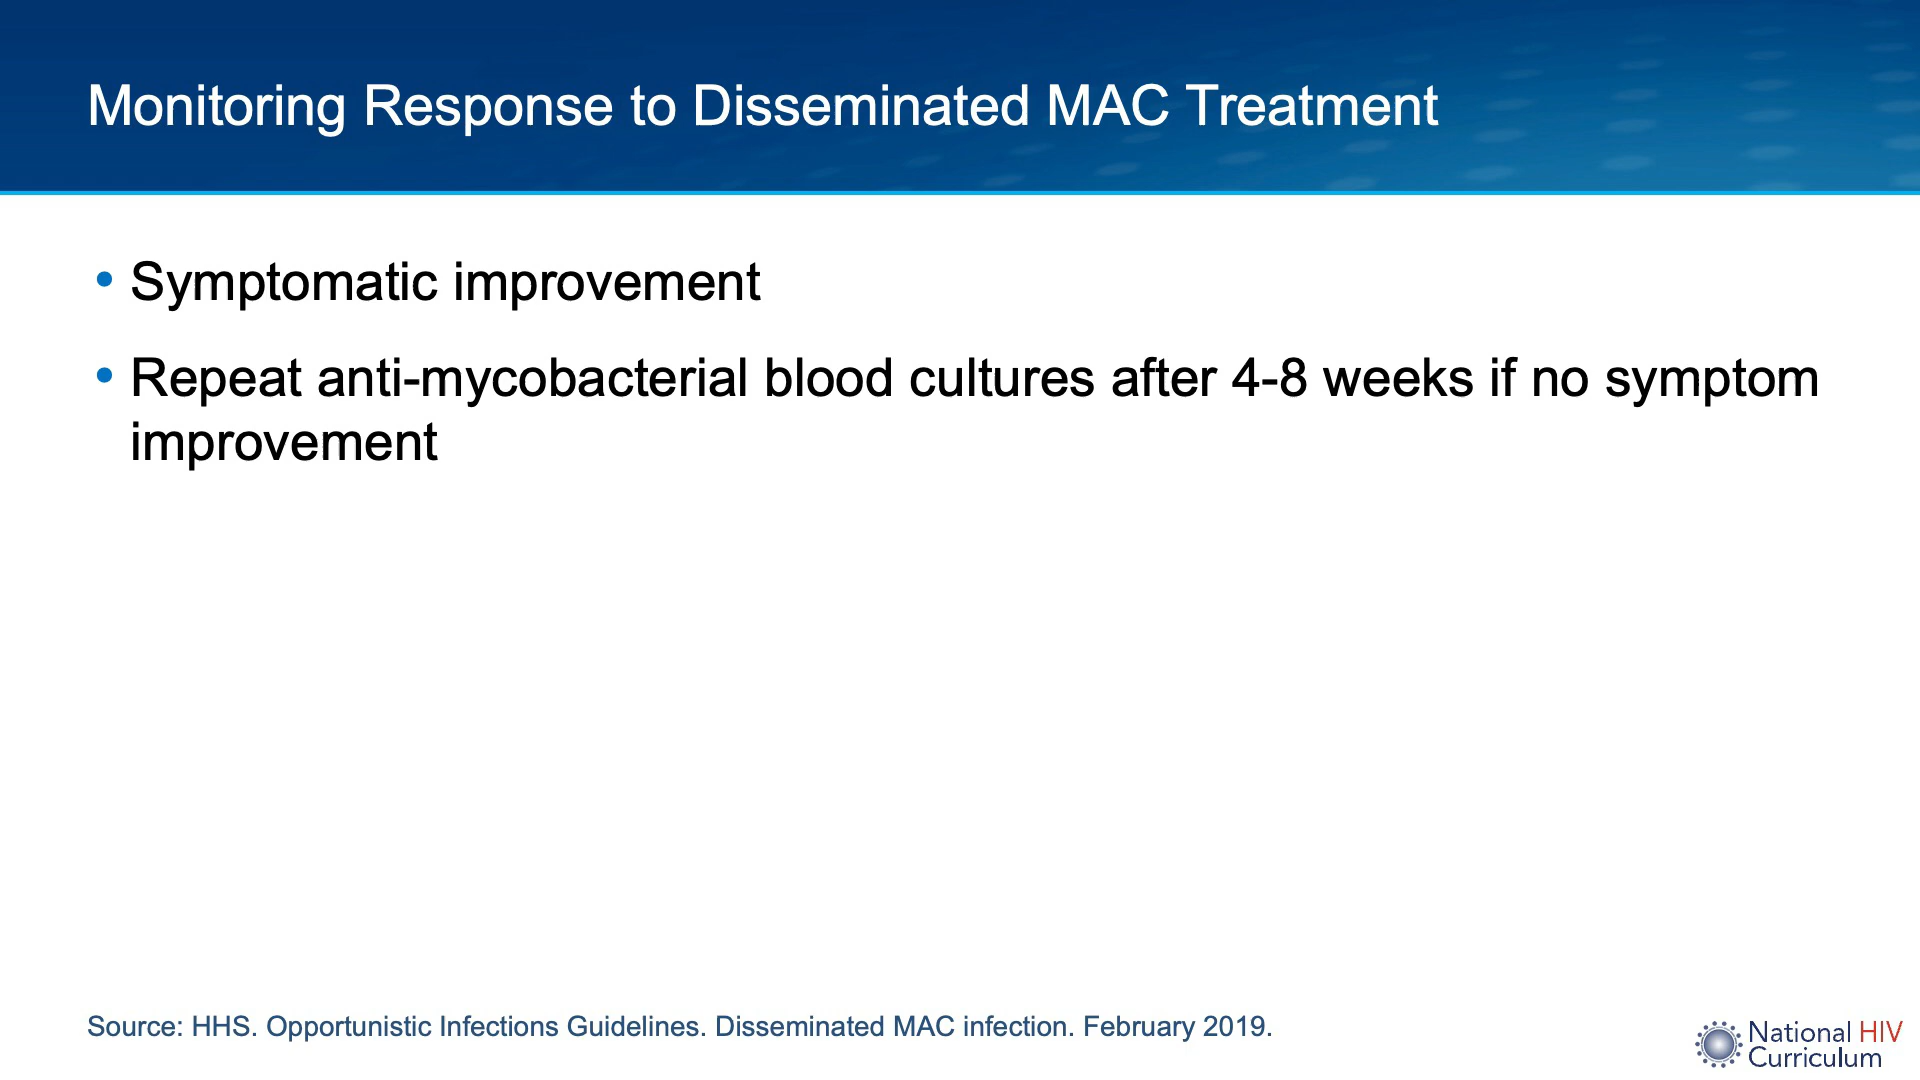 Monitoring Response to Disseminated MAC Treatment
• Symptomatic improvement
• Repeat anti-mycobacterial blood cultures after 4-8 weeks if no symptom
improvement
Source: HHS. Opportunistic Infections Guidelines. Disseminated MAC infection. February 2019.
National HIV
Curriculum